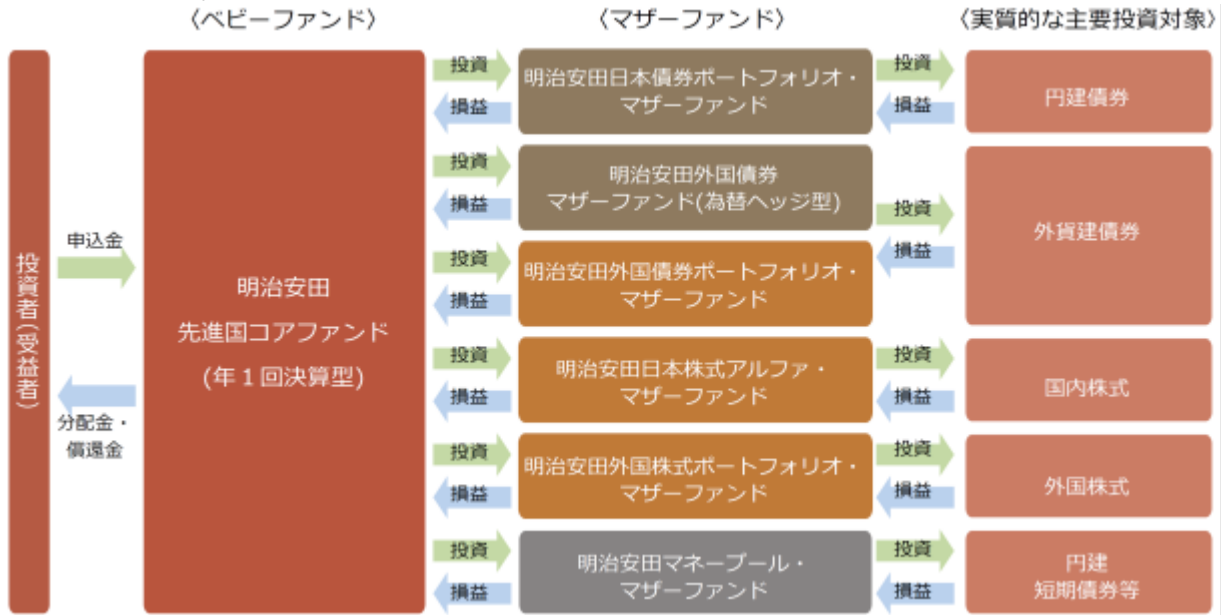 〈ベビーファンド〉
〈マザーファンド〉
〈実質的な主要投資対象〉
投資者(受益者)
申込金
分配金・
償還金
明治安田
先進国コアファンド
(年１回決算型)
投資
損益
明治安田日本債券ポートフォリオ・
マザーファンド
投資
損益
円建債券
投資
損益
明治安田外国債券
マザーファンド(為替ヘッジ型)
投資
損益
外貨建債券
投資
損益
明治安田外国債券ポートフォリオ・
マザーファンド
投資
損益
明治安田日本株式アルファ・
マザーファンド
投資
損益
国内株式
投資
損益
明治安田外国株式ポートフォリオ・
マザーファンド
投資
損益
外国株式
投資
損益
明治安田マネープール・
マザーファンド
投資
損益
円建
短期債券等